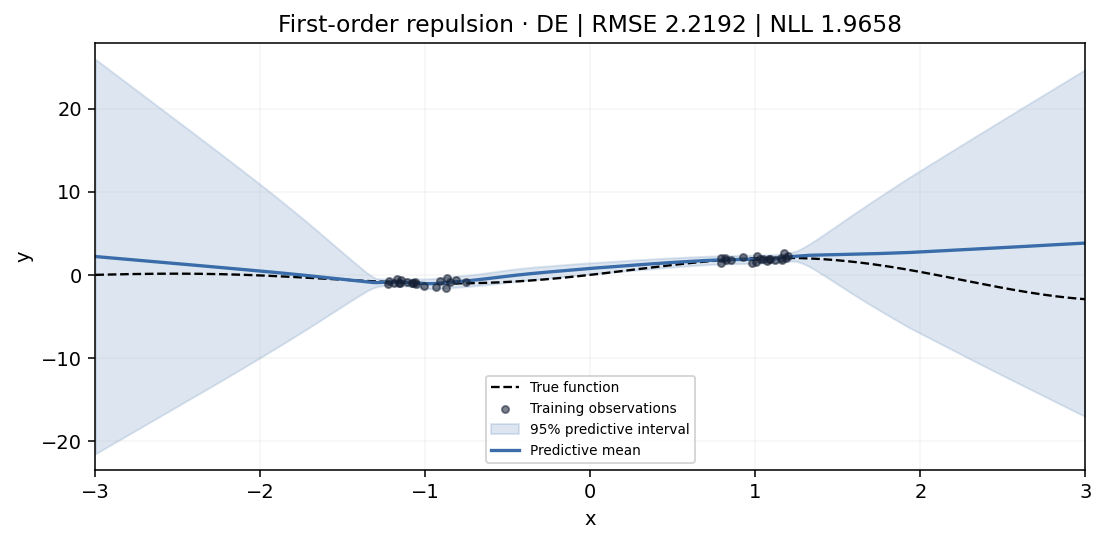 First-order repulsion · DE | RMSE 2.2192 | NLL 1.9658
20
10
0
−10
−20
y
−3
−2
−1
0
1
2
3
x
True function
Training observations
95% predictive interval
Predictive mean